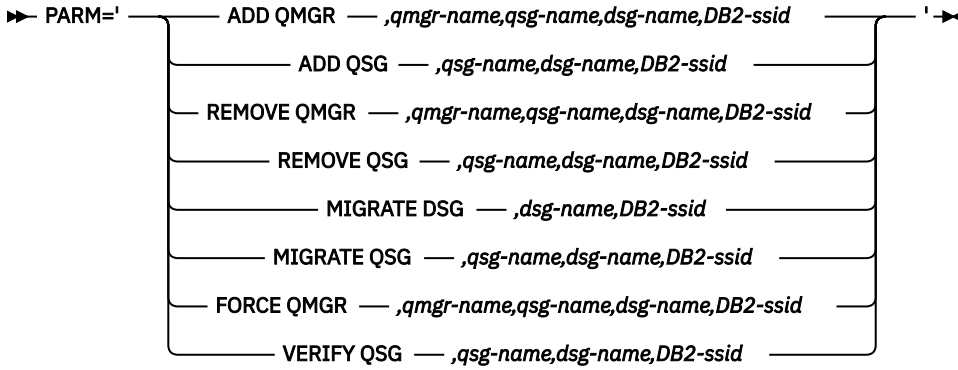 PARM=' ADD QMGR ,qmgr-name,qsg-name,dsg-name,DB2-ssid '
ADD QSG ,qsg-name,dsg-name,DB2-ssid
REMOVE QMGR ,qmgr-name,qsg-name,dsg-name,DB2-ssid
REMOVE QSG ,qsg-name,dsg-name,DB2-ssid
MIGRATE DSG ,dsg-name,DB2-ssid
MIGRATE QSG ,qsg-name,dsg-name,DB2-ssid
FORCE QMGR ,qmgr-name,qsg-name,dsg-name,DB2-ssid
VERIFY QSG ,qsg-name,dsg-name,DB2-ssid